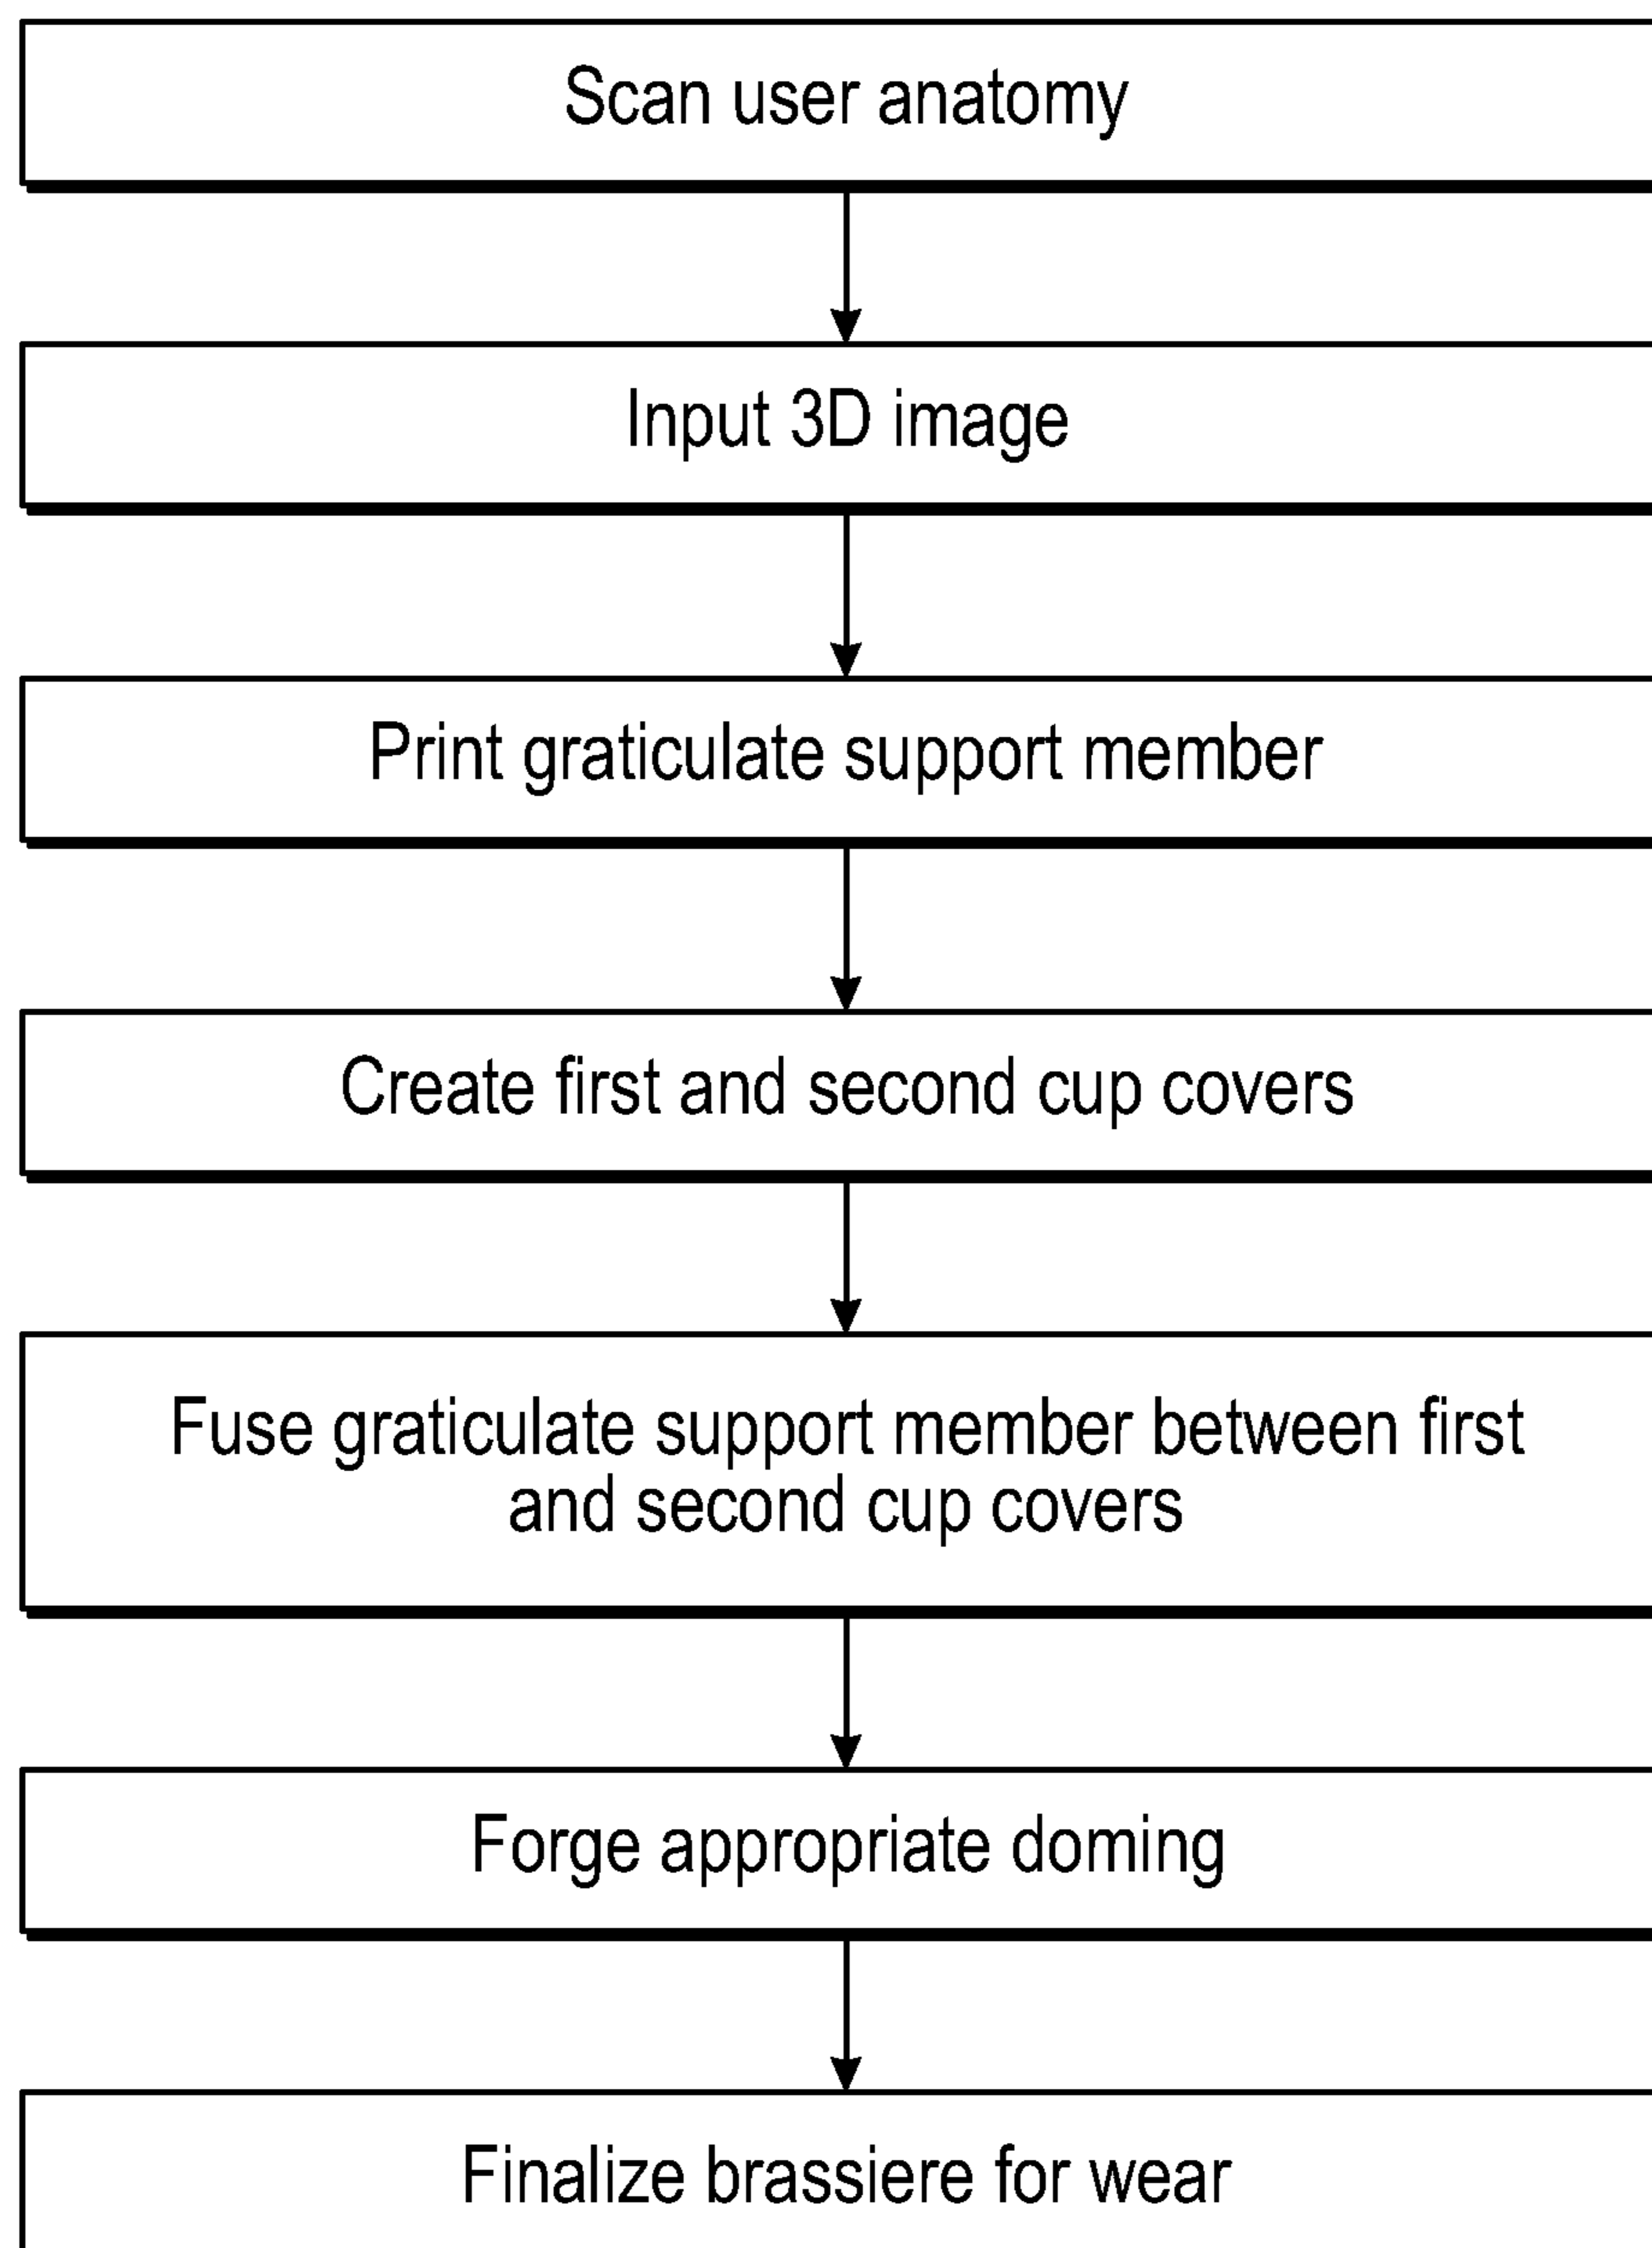 Scan user anatomy
Input 3D image
Print graticulate support member
Create first and second cup covers
Fuse graticulate support member between first
and second cup covers
Forge appropriate doming
Finalize brassiere for wear